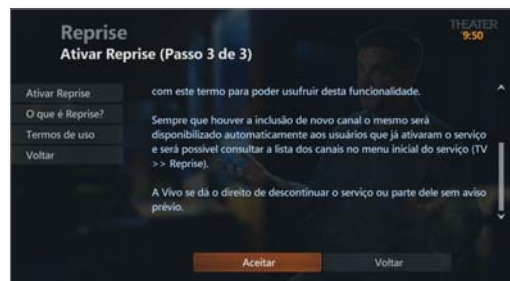 Reprise
THEATER
9:50
Ativar Reprise (Passo 3 de 3)
Ativar Reprise
O que é Reprise?
Termos de uso
Voltar
com este termo para poder usufruir desta funcionalidade.
Sempre que houver a inclusão de novo canal o mesmo será
disponibilizado automaticamente aos usuários que já ativaram o serviço
e será possível consultar a lista dos canais no menu inicial do serviço (TV
>> Reprise).
A Vivo se dá o direito de descontinuar o serviço ou parte dele sem aviso
prévio.
Aceitar
Voltar